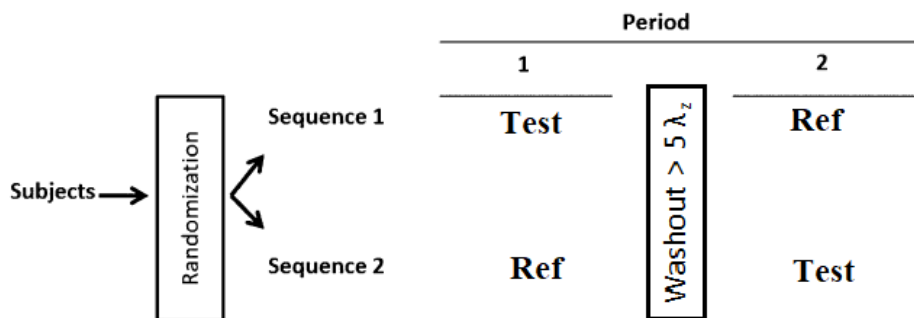 Period
1 2
Sequence 1 Test Ref
Subjects
Randomization
Washout > 5 λz
Sequence 2 Ref Test